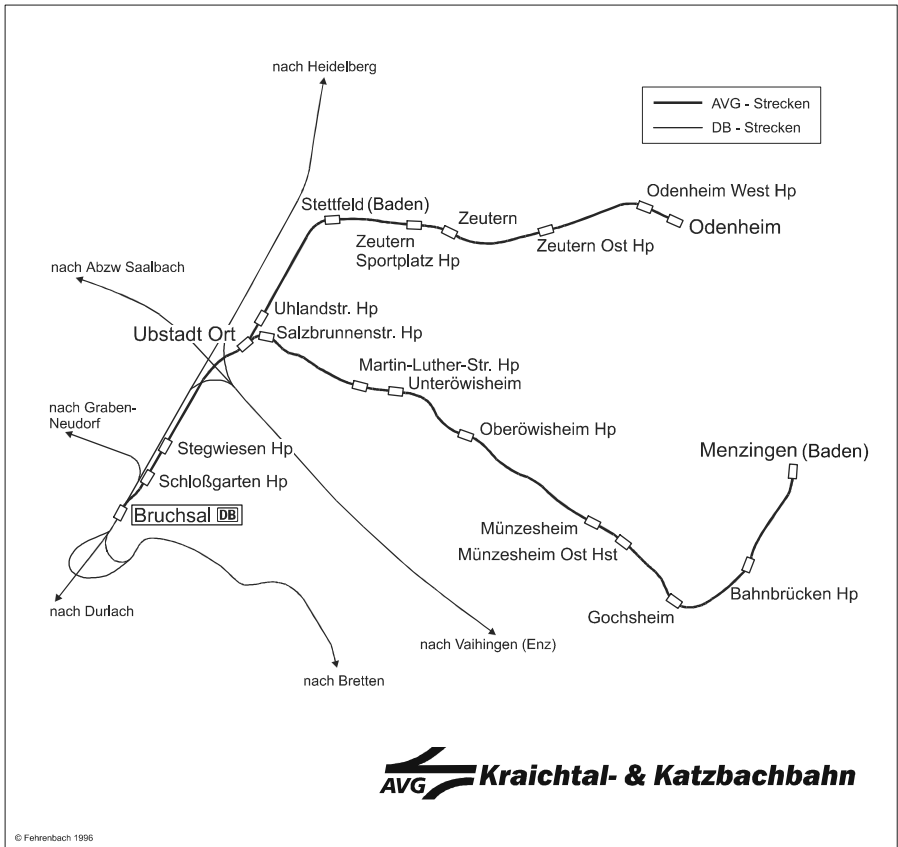 nach Heidelberg
AVG - Strecken
DB - Strecken
Odenheim West Hp
Odenheim
Stettfeld (Baden)
Zeutern
Zeutern
Sportplatz Hp
Zeutern Ost Hp
nach Abzw Saalbach
Uhlandstr. Hp
Ubstadt Ort
Salzbrunnenstr. Hp
Martin-Luther-Str. Hp
Unteröwisheim
nach Graben-
Neudorf
Oberöwisheim Hp
Stegwiesen Hp
Menzingen (Baden)
Schloßgarten Hp
Bruchsal DB
Münzesheim
Münzesheim Ost Hst
Bahnbrücken Hp
nach Durlach
Gochsheim
nach Vaihingen (Enz)
nach Bretten
AVG Kraichtal- & Katzbachbahn
© Fehrenbach 1996